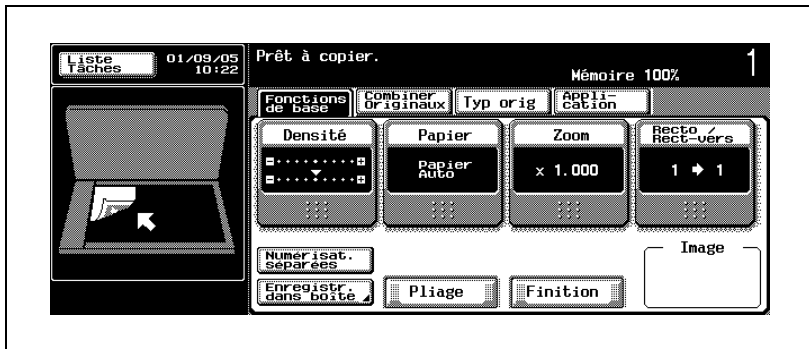 Liste
Tâches
01/09/05
10:22
Prêt à copier.
Mémoire 100%
1
Fonctions
de base
Combiner
Originaux
Typ orig
Appli-
cation
Densité
Papier
Zoom
Recto /
Rect-vers
Papier
Auto
× 1.000
1 ➔ 1
Numérisat.
séparées
Enregistr.
dans boîte
Pliage
Finition
Image